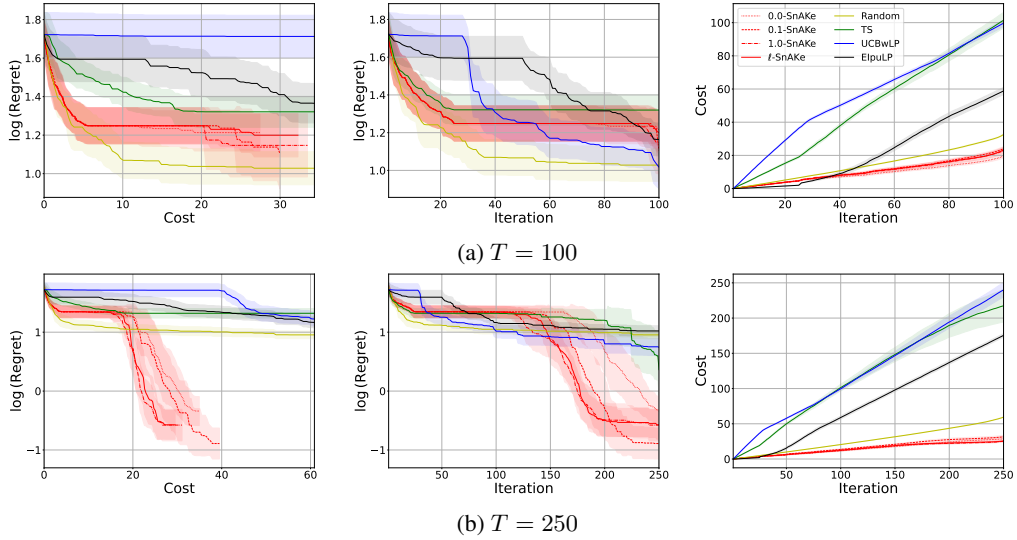 log (Regret)
1.8
1.6
1.4
1.2
1.0
0 10 20 30
Cost
log (Regret)
1.8
1.6
1.4
1.2
1.0
20 40 60 80 100
Iteration
Cost
100
80
60
40
20
0
20 40 60 80 100
Iteration
0.0-SnAKe
0.1-SnAKe
1.0-SnAKe
ℓ-SnAKe
Random
TS
UCBwLP
EIpuLP
(a) T = 100
log (Regret)
1
0
−1
0 20 40 60
Cost
log (Regret)
1
0
−1
50 100 150 200 250
Iteration
Cost
250
200
150
100
50
0
50 100 150 200 250
Iteration
(b) T = 250